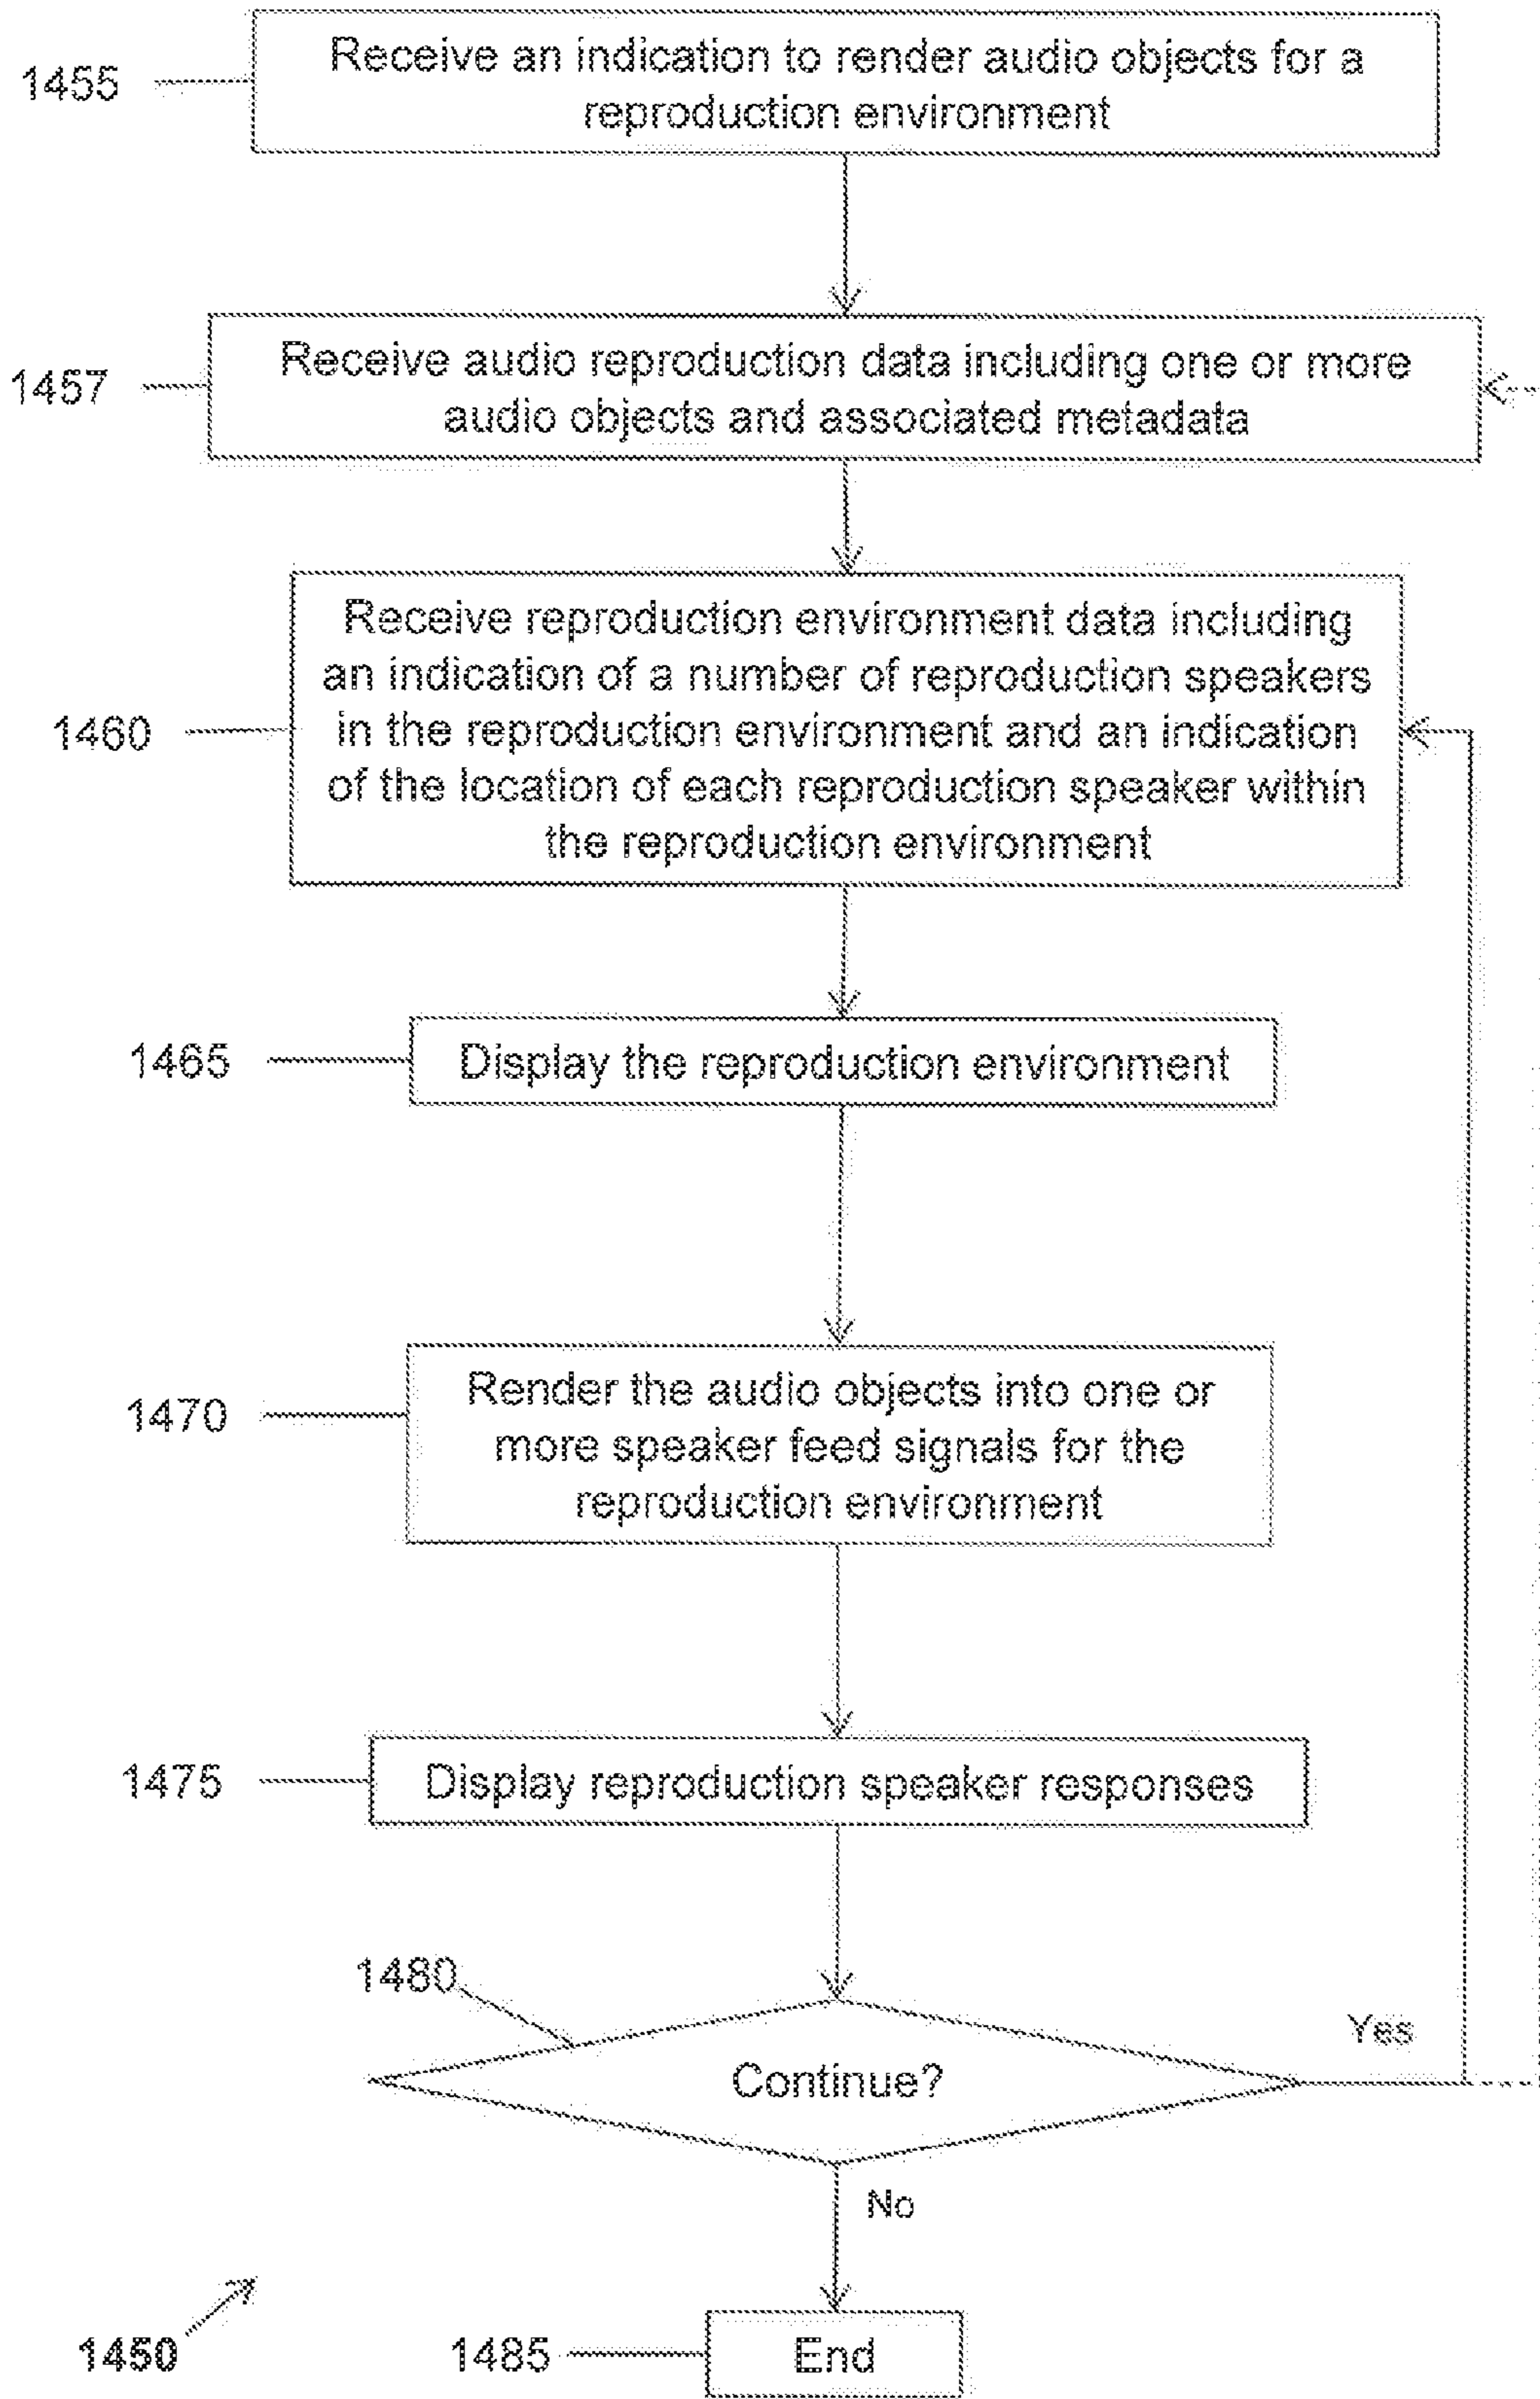 1455
Receive an indication to render audio objects for a
reproduction environment
1457
Receive audio reproduction data including one or more
audio objects and associated metadata
1460
Receive reproduction environment data including
an indication of a number of reproduction speakers
in the reproduction environment and an indication
of the location of each reproduction speaker within
the reproduction environment
1465
Display the reproduction environment
1470
Render the audio objects into one or
more speaker feed signals for the
reproduction environment
1475
Display reproduction speaker responses
1480
Continue?
Yes
No
1450
1485
End